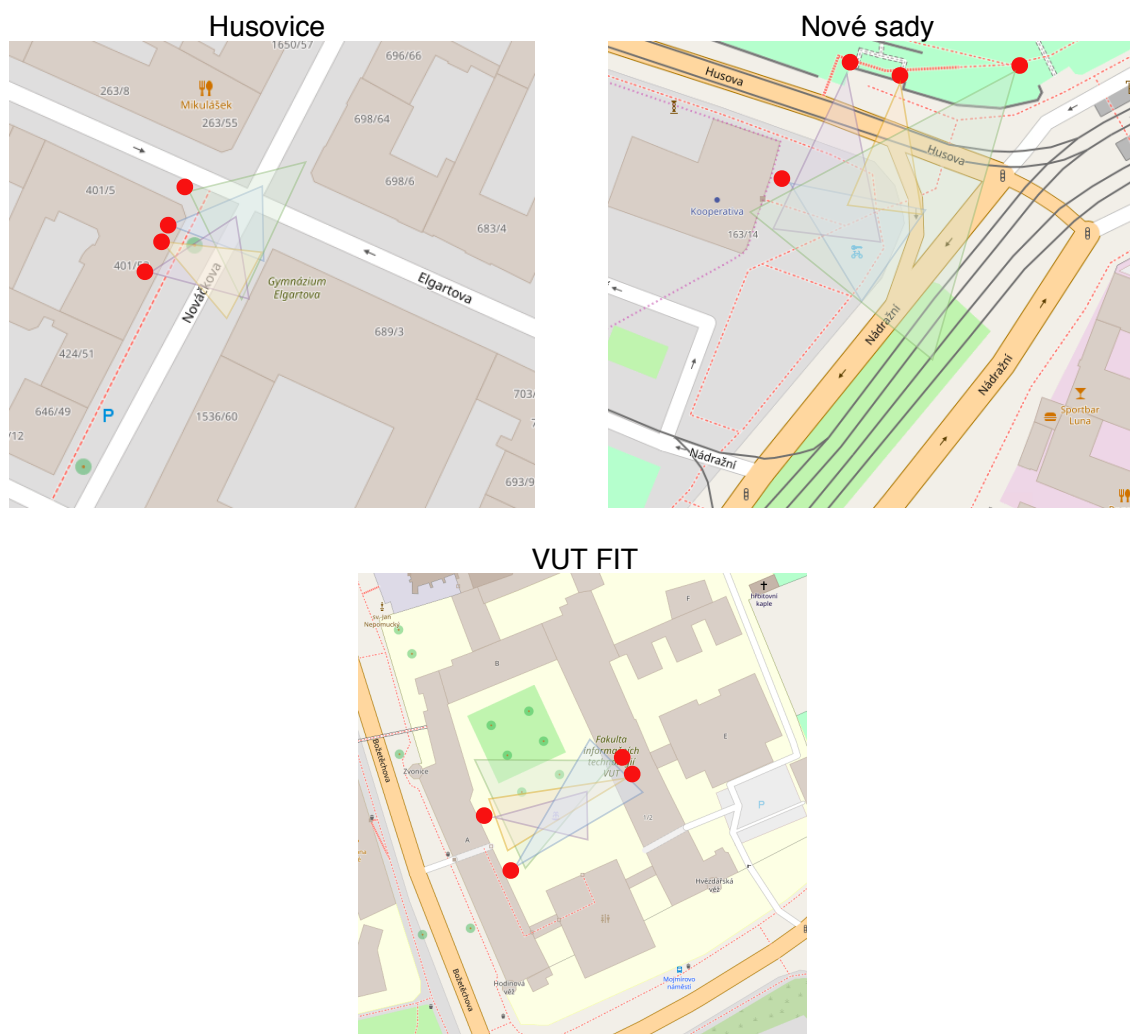 Husovice
1650/57
696/66
263/8
Mikulášek
263/55
698/64
401/5
698/6
683/4
Nováčkova
Gymnázium
Elgartova
Elgartova
689/3
424/51
646/49
1536/60
703/
/12
P
693/9
Nové sady
Husova
Husova
Kooperativa
163/14
Nádražní
Nádražní
Nádražní
Sportbar
Luna
VUT FIT
sv. Jan
Nepomucký
hřbitovní
kaple
F
B
Božetěchova
Zvonice
Fakulta
informačních
technologií
VUT
E
P
1/2
A
Hvězdářská
věž
Božetěchova
Hodinová
věž
Mojmírovo
náměstí